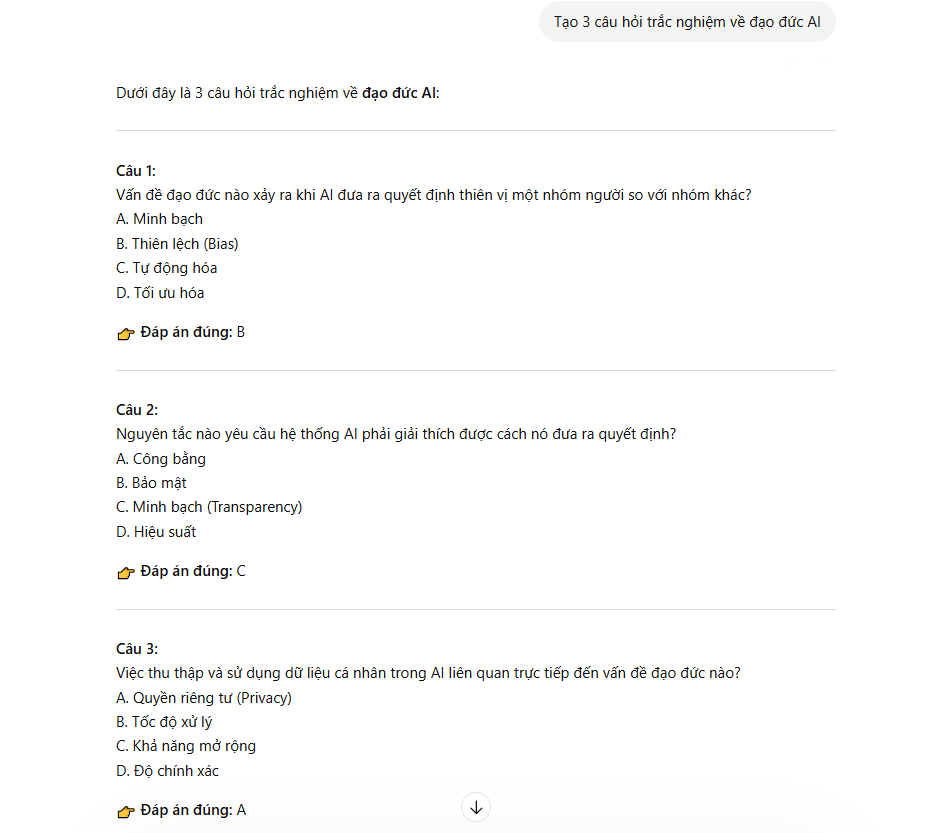 Tạo 3 câu hỏi trắc nghiệm về đạo đức AI
Dưới đây là 3 câu hỏi trắc nghiệm về đạo đức AI:
Câu 1:
Vấn đề đạo đức nào xảy ra khi AI đưa ra quyết định thiên vị một nhóm người so với nhóm khác?
A. Minh bạch
B. Thiên lệch (Bias)
C. Tự động hóa
D. Tối ưu hóa
👉 Đáp án đúng: B
Câu 2:
Nguyên tắc nào yêu cầu hệ thống AI phải giải thích được cách nó đưa ra quyết định?
A. Công bằng
B. Bảo mật
C. Minh bạch (Transparency)
D. Hiệu suất
👉 Đáp án đúng: C
Câu 3:
Việc thu thập và sử dụng dữ liệu cá nhân trong AI liên quan trực tiếp đến vấn đề đạo đức nào?
A. Quyền riêng tư (Privacy)
B. Tốc độ xử lý
C. Khả năng mở rộng
D. Độ chính xác
👉 Đáp án đúng: A